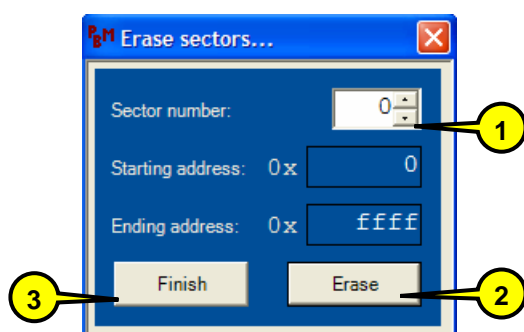 PBM Erase sectors...
Sector number: 0
1
Starting address: 0x 0
Ending address: 0x ffff
Finish Erase
3 2